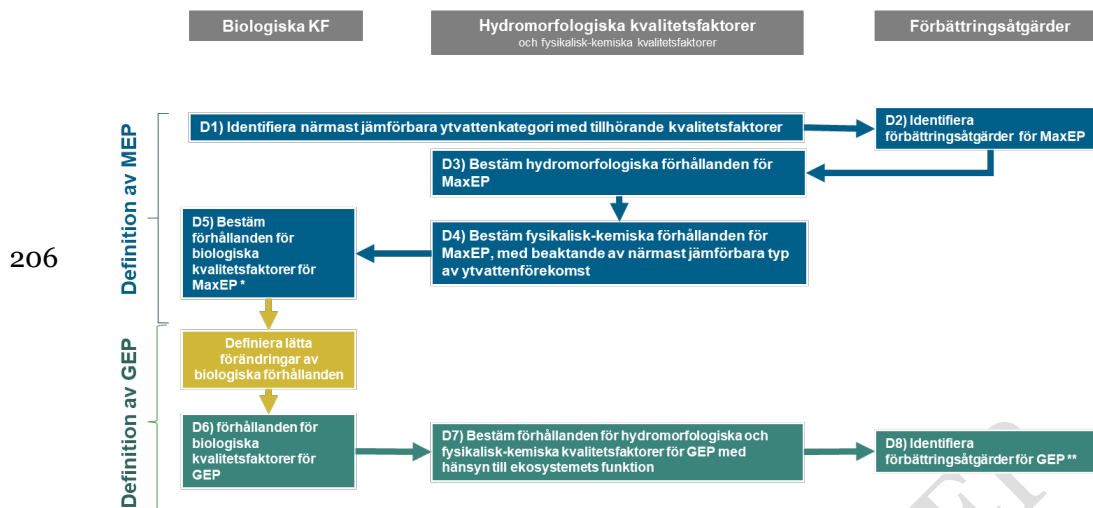 Biologiska KF
Hydromorfologiska kvalitetsfaktorer
och fysikalisk-kemiska kvalitetsfaktorer
Förbättringsåtgärder
Definition av MEP
D1) Identifiera närmast jämförbara ytvattenkategori med tillhörande kvalitetsfaktorer
D2) Identifiera
förbättringsåtgärder för MaxEP
D3) Bestäm hydromorfologiska förhållanden för
MaxEP
D4) Bestäm fysikalisk-kemiska förhållanden för
MaxEP, med beaktande av närmast jämförbara typ
av ytvattenförekomst
D5) Bestäm
förhållanden för
biologiska
kvalitetsfaktorer för
MaxEP *
206
Definition av GEP
Definiera lätta
förändringar av
biologiska förhållanden
D6) förhållanden för
biologiska
kvalitetsfaktorer för
GEP
D7) Bestäm förhållanden för hydromorfologiska och
fysikalisk-kemiska kvalitetsfaktorer för GEP med
hänsyn till ekosystemets funktion
D8) Identifiera
förbättringsåtgärder för GEP **